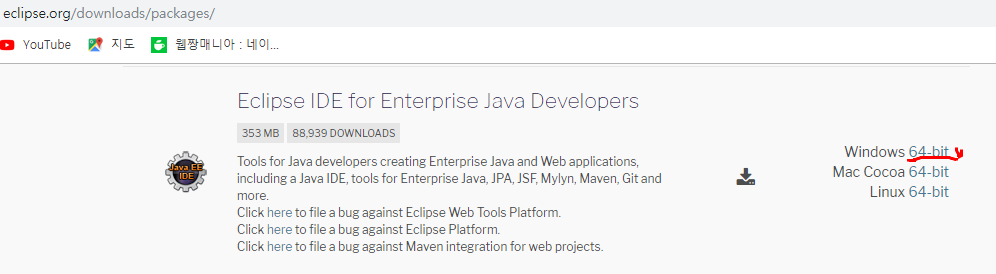 eclipse.org/downloads/packages/
YouTube 지도 웹짱매니아 : 네이...
Eclipse IDE for Enterprise Java Developers
353 MB 88,939 DOWNLOADS
Java EE
IDE
Tools for Java developers creating Enterprise Java and Web applications,
including a Java IDE, tools for Enterprise Java, JPA, JSF, Mylyn, Maven, Git and
more.
Click here to file a bug against Eclipse Web Tools Platform.
Click here to file a bug against Eclipse Platform.
Click here to file a bug against Maven integration for web projects.
Windows 64-bit
Mac Cocoa 64-bit
Linux 64-bit